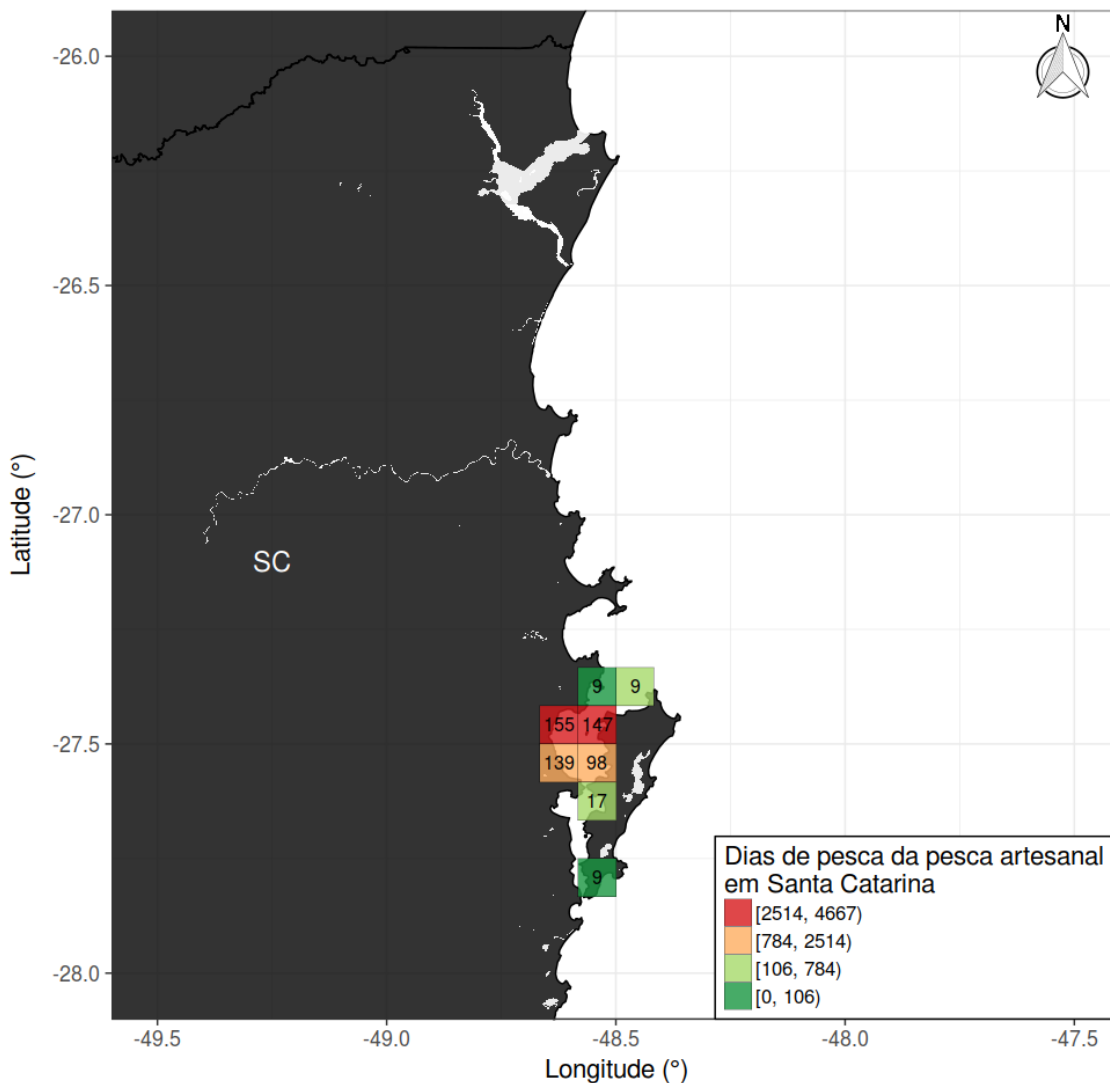 N
-26.0
-26.5
-27.0
-27.5
-28.0
Latitude (°)
SC
9 9
155 147
139 98
17
9
Dias de pesca da pesca artesanal
em Santa Catarina
[2514, 4667)
[784, 2514)
[106, 784)
[0, 106)
-49.5 -49.0 -48.5 -48.0 -47.5
Longitude (°)